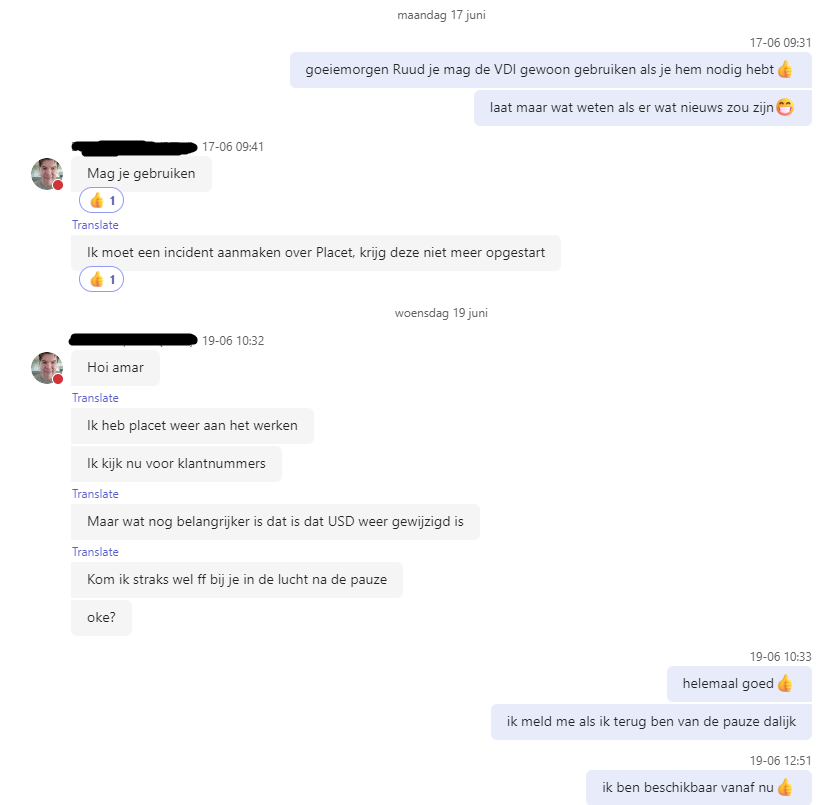 maandag 17 juni
17-06 09:31
goeiemorgen Ruud je mag de VDI gewoon gebruiken als je hem nodig hebt👍
laat maar wat weten als er wat nieuws zou zijn😁
17-06 09:41
Mag je gebruiken
👍 1
Translate
Ik moet een incident aanmaken over Placet, krijg deze niet meer opgestart
👍 1
woensdag 19 juni
19-06 10:32
Hoi amar
Translate
Ik heb placet weer aan het werken
Ik kijk nu voor klantnummers
Translate
Maar wat nog belangrijker is dat is dat USD weer gewijzigd is
Translate
Kom ik straks wel ff bij je in de lucht na de pauze
oke?
19-06 10:33
helemaal goed👍
ik meld me als ik terug ben van de pauze dalijk
19-06 12:51
ik ben beschikbaar vanaf nu👍